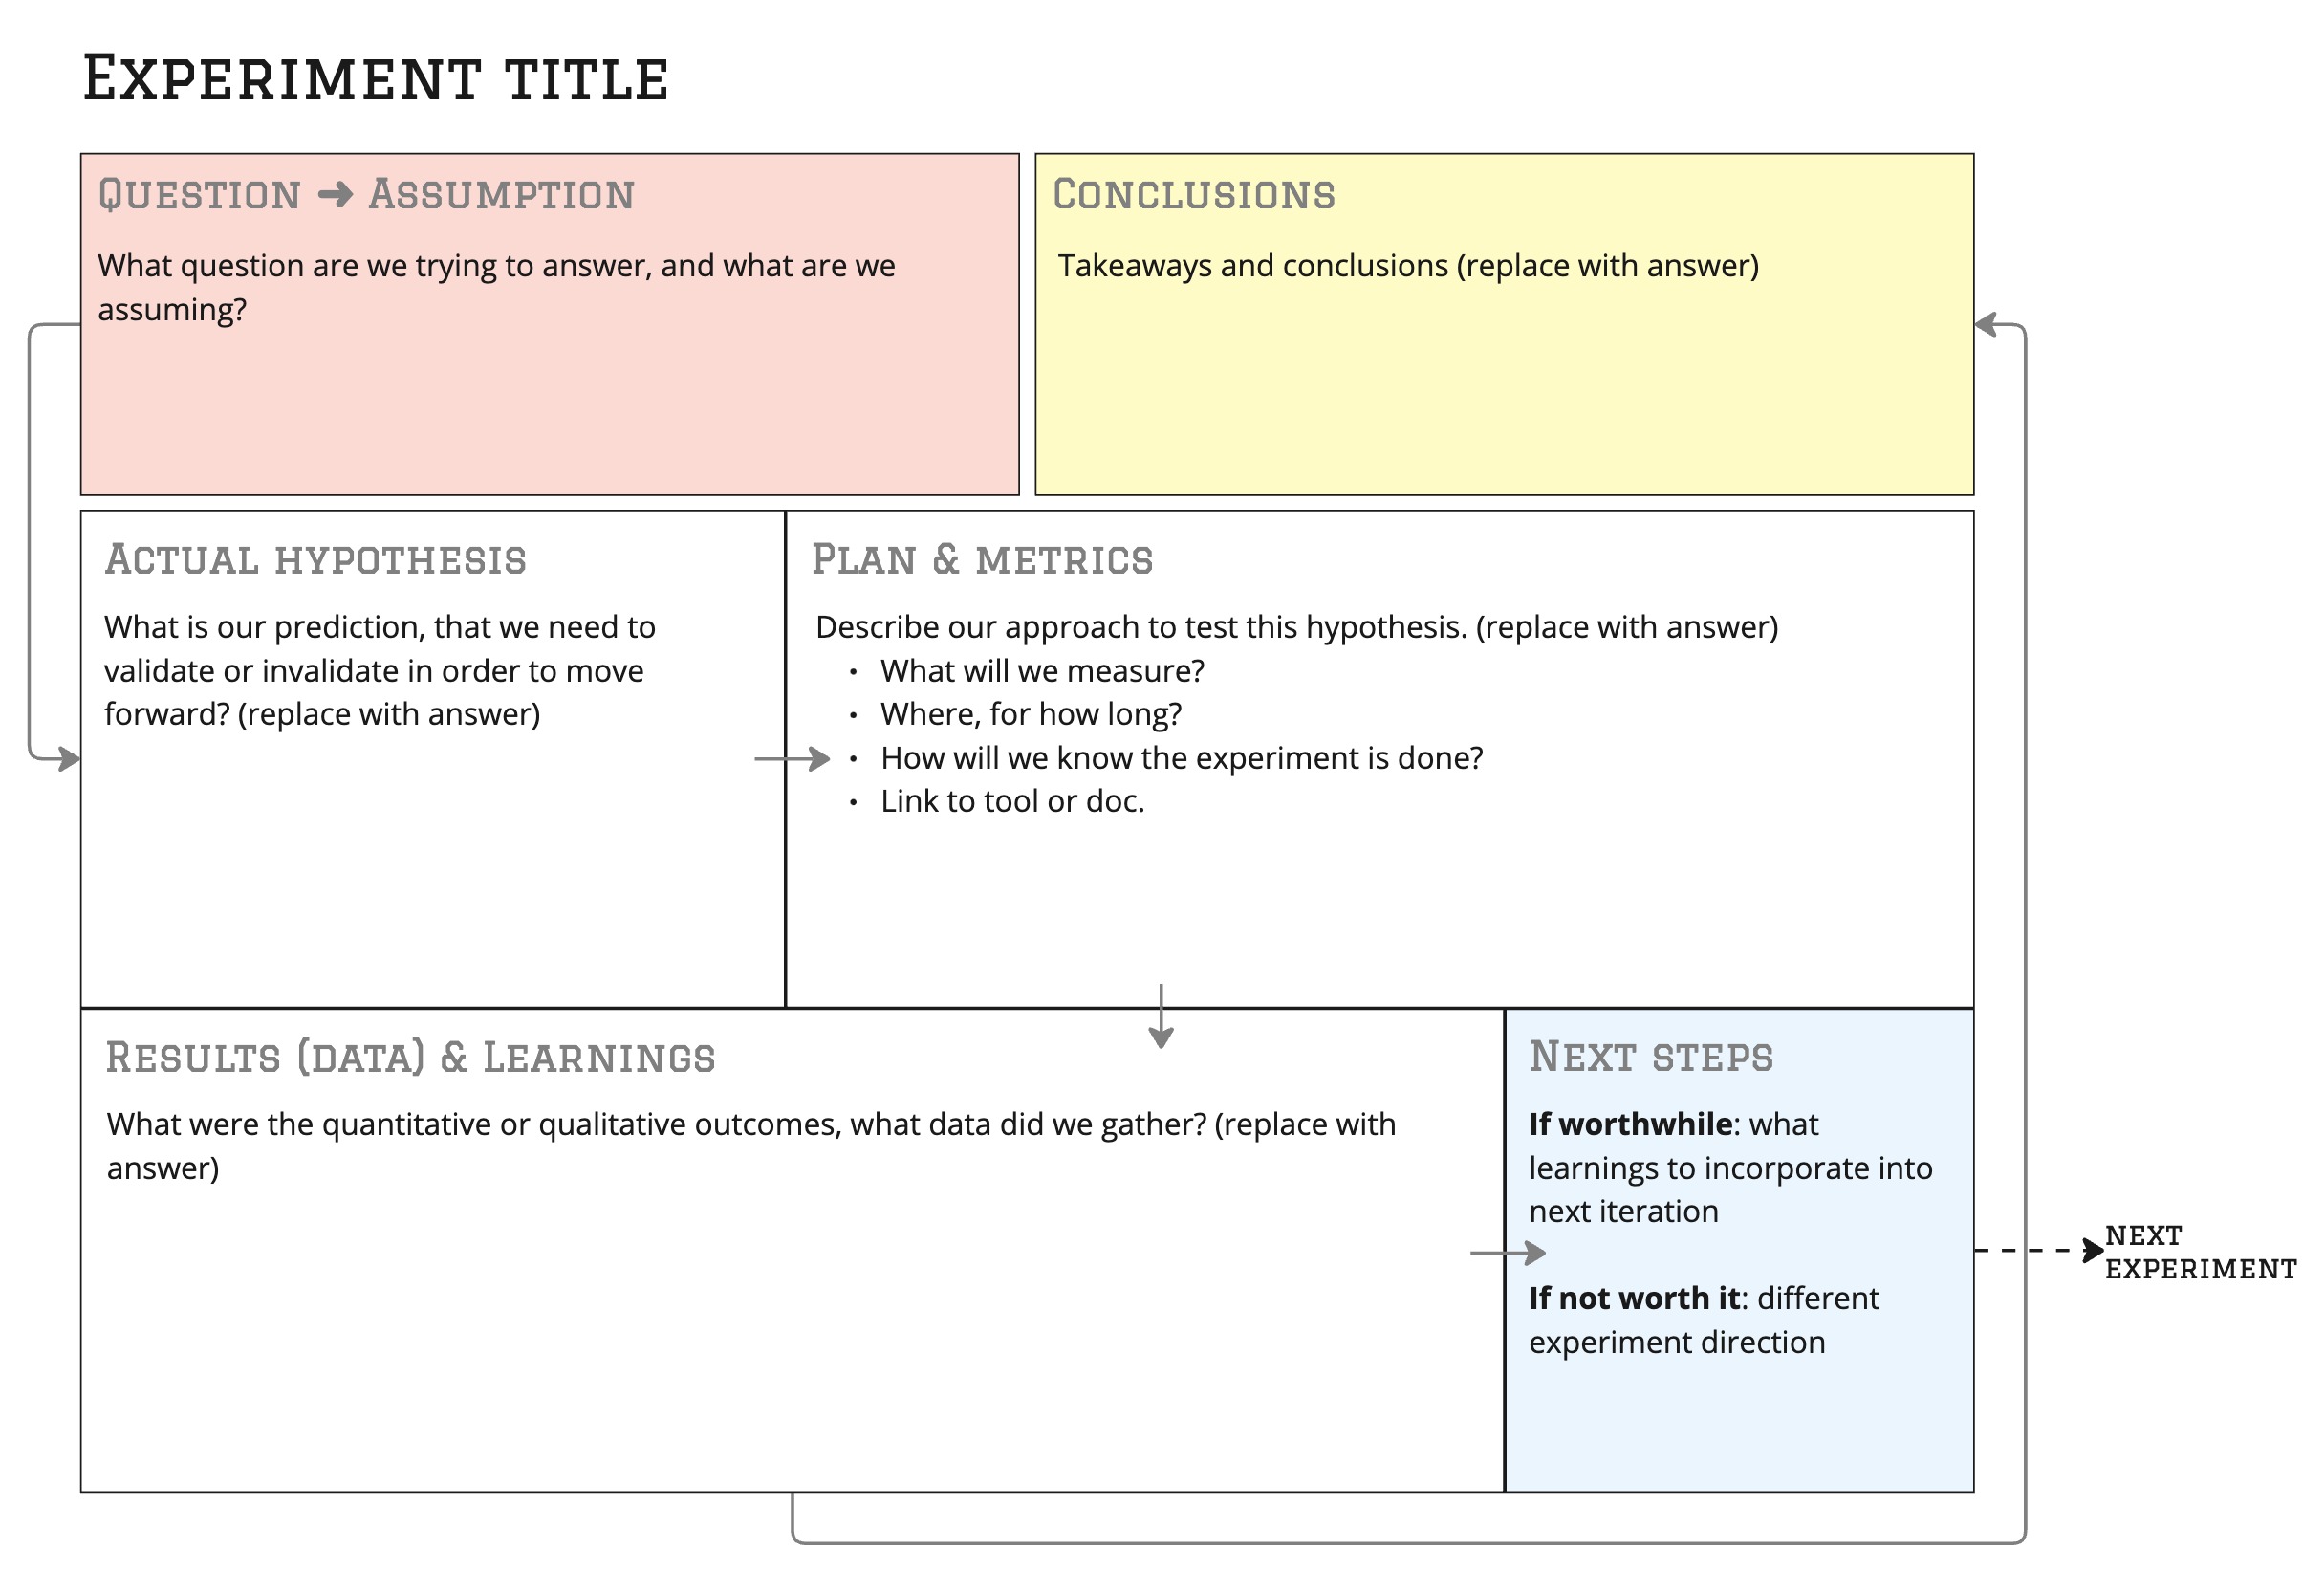 Experiment title
Question → Assumption
What question are we trying to answer, and what are we
assuming?
Conclusions
Takeaways and conclusions (replace with answer)
Actual hypothesis
What is our prediction, that we need to
validate or invalidate in order to move
forward? (replace with answer)
Plan & metrics
Describe our approach to test this hypothesis. (replace with answer)
• What will we measure?
• Where, for how long?
• How will we know the experiment is done?
• Link to tool or doc.
Results (data) & Learnings
What were the quantitative or qualitative outcomes, what data did we gather? (replace with
answer)
Next steps
If worthwhile: what
learnings to incorporate into
next iteration
If not worth it: different
experiment direction
next
experiment